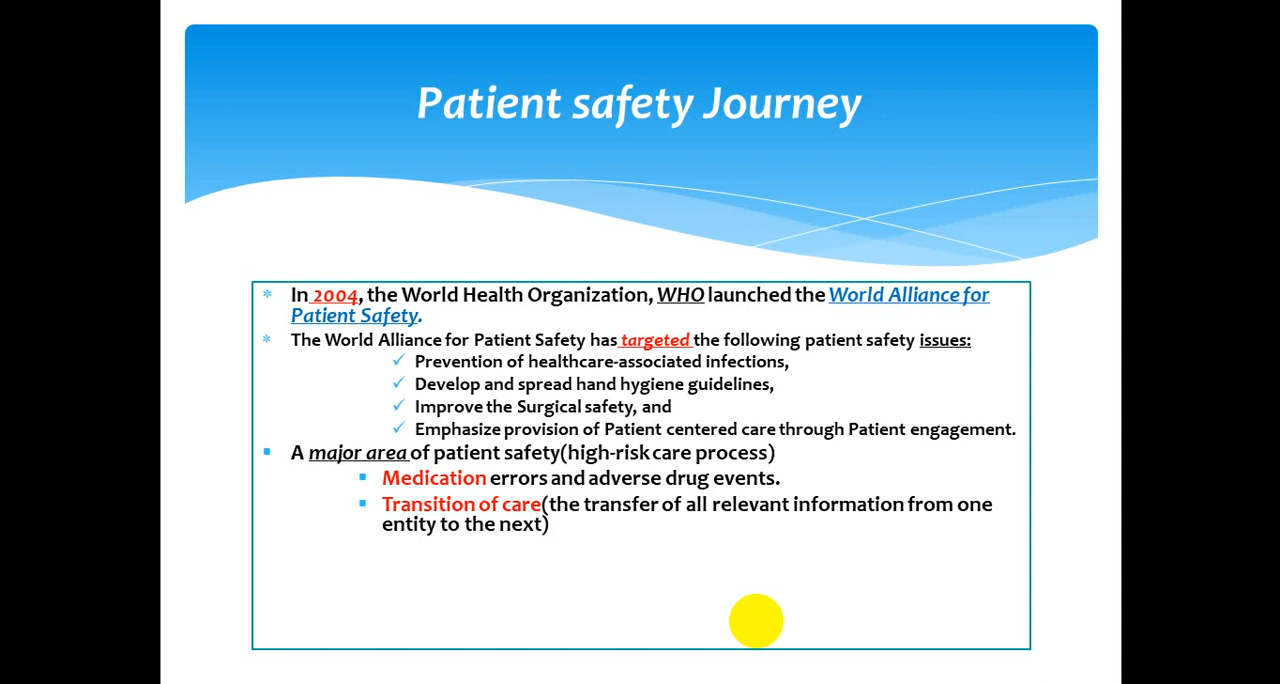 Patient safety Journey
In 2004, the World Health Organization, WHO launched the World Alliance for
Patient Safety.
The World Alliance for Patient Safety has targeted the following patient safety issues:
Prevention of healthcare-associated infections,
Develop and spread hand hygiene guidelines,
Improve the Surgical safety, and
Emphasize provision of Patient centered care through Patient engagement.
A major area of patient safety(high-risk care process)
Medication errors and adverse drug events.
Transition of care(the transfer of all relevant information from one
entity to the next)